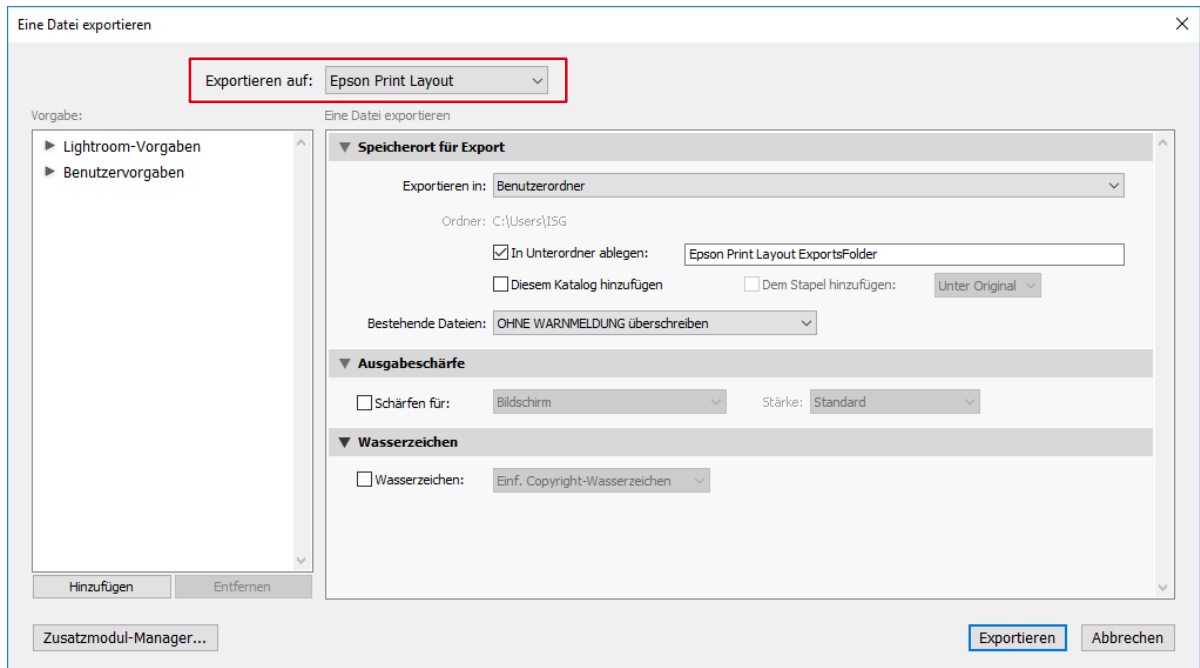 Eine Datei exportieren
Exportieren auf: Epson Print Layout
Vorgabe:
Eine Datei exportieren
Lightroom-Vorgaben
Benutzervorgaben
Speicherort für Export
Exportieren in: Benutzerordner
Ordner: C:\Users\ISG
In Unterordner ablegen: Epson Print Layout ExportsFolder
Diesem Katalog hinzufügen Dem Stapel hinzufügen: Unter Original
Bestehende Dateien: OHNE WARNMELDUNG überschreiben
Ausgabeschärfe
Schärfen für: Bildschirm Stärke: Standard
Wasserzeichen
Wasserzeichen: Einf. Copyright-Wasserzeichen
Hinzufügen Entfernen
Zusatzmodul-Manager... Exportieren Abbrechen